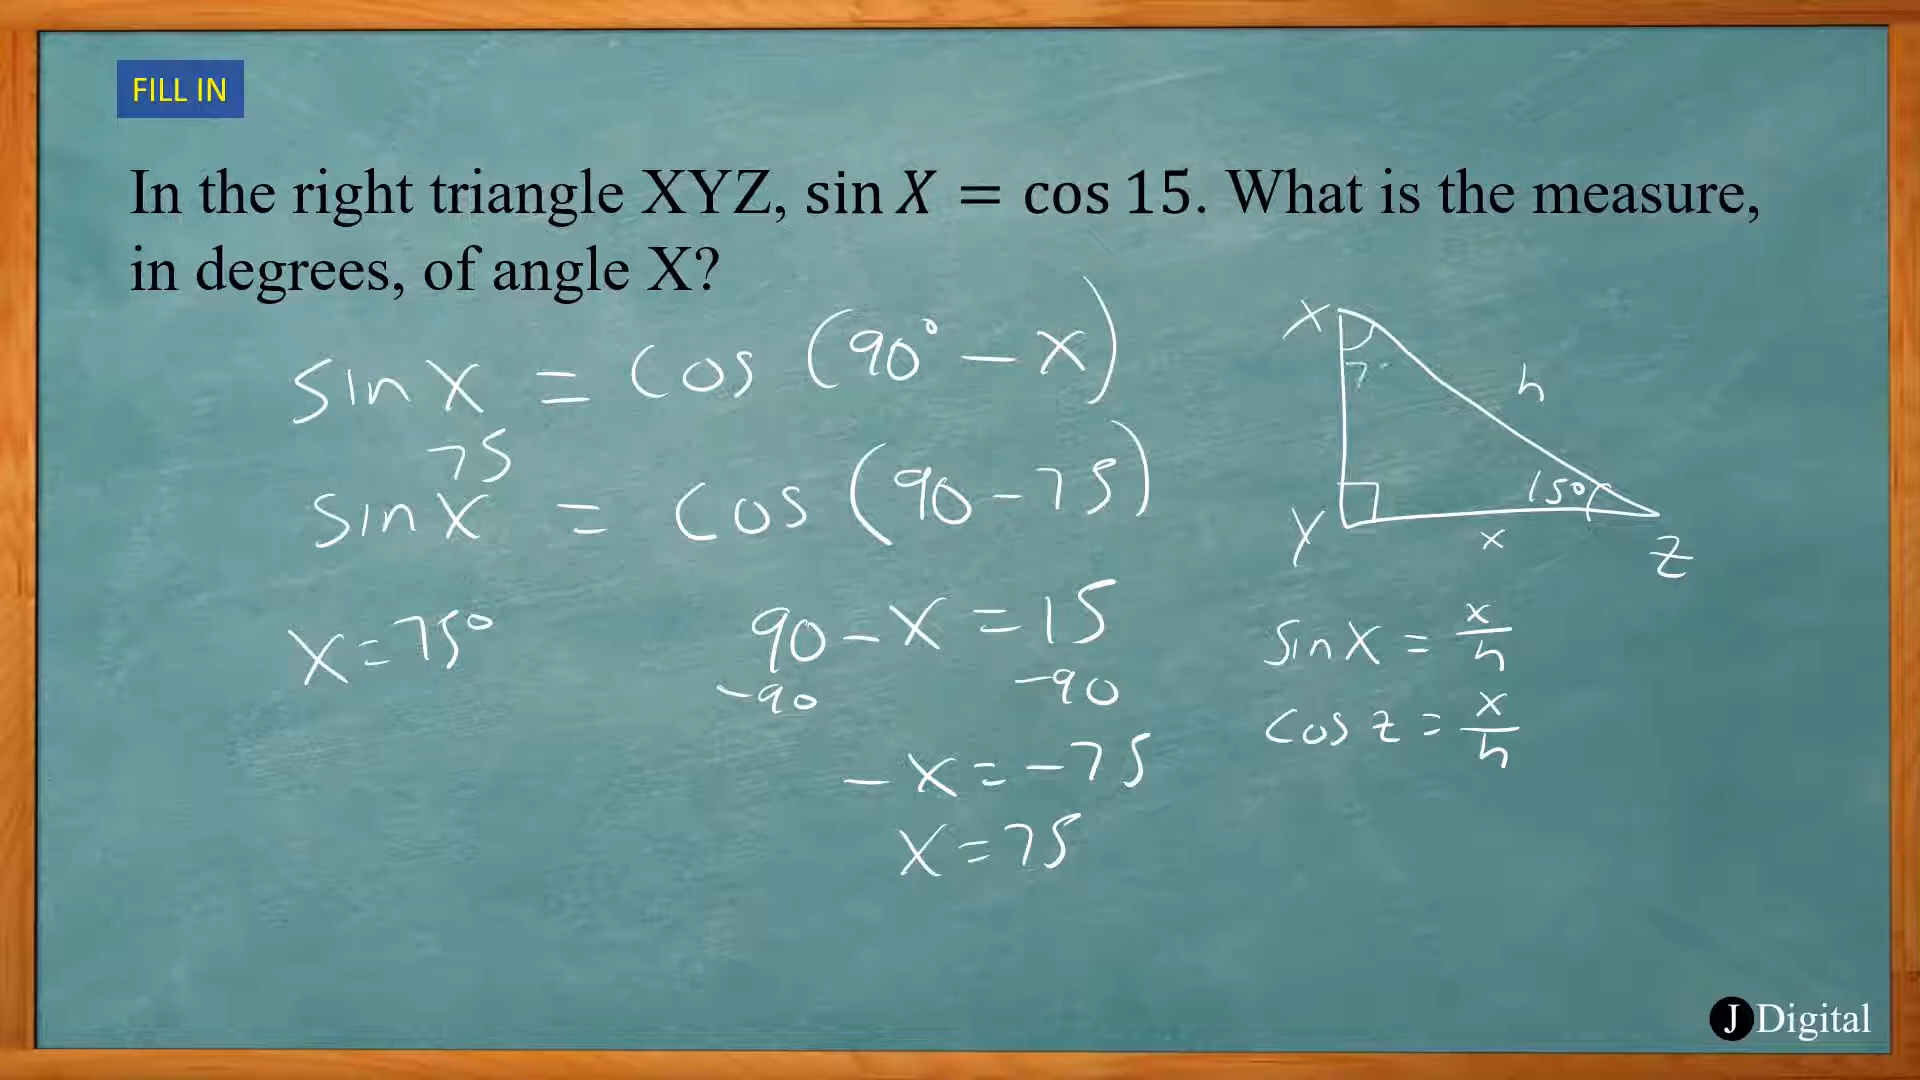 FILL IN
In the right triangle XYZ, sin X = cos 15. What is the measure,
in degrees, of angle X?
sin X = cos (90° - X)
75
sin X = cos (90 - 75)
X = 75°
90 - X = 15
-90 -90
-X = -75
X = 75
X
7
h
15°
Y
x
Z
sin X = x/h
cos z = x/h
J Digital